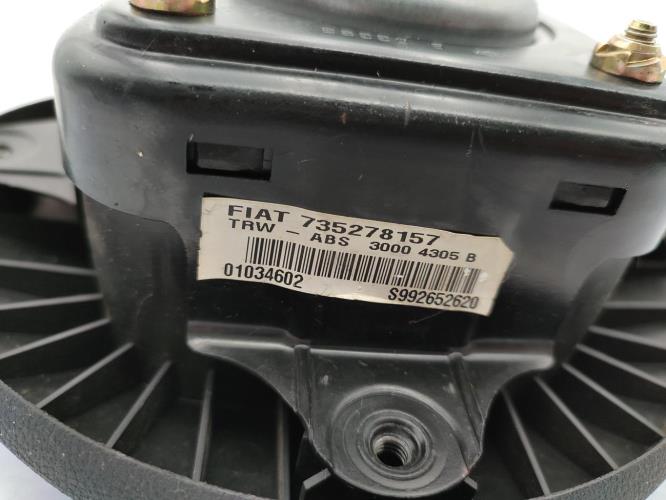 FIAT 735278157
TRW - ABS 3000 4305 B
01034602 S992652620